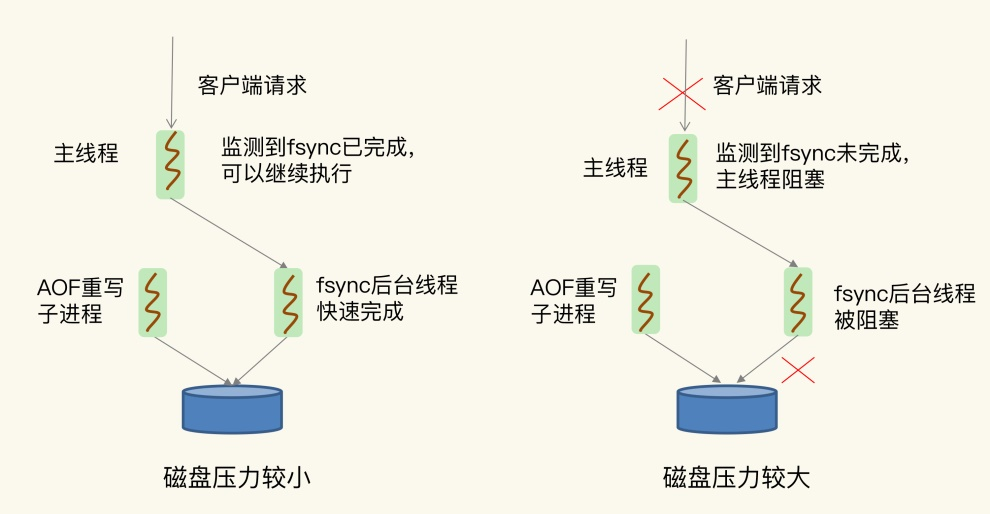 客户端请求
主线程
监测到fsync已完成,
可以继续执行
AOF重写
子进程
fsync后台线程
快速完成
磁盘压力较小
客户端请求
主线程
监测到fsync未完成,
主线程阻塞
AOF重写
子进程
fsync后台线程
被阻塞
磁盘压力较大